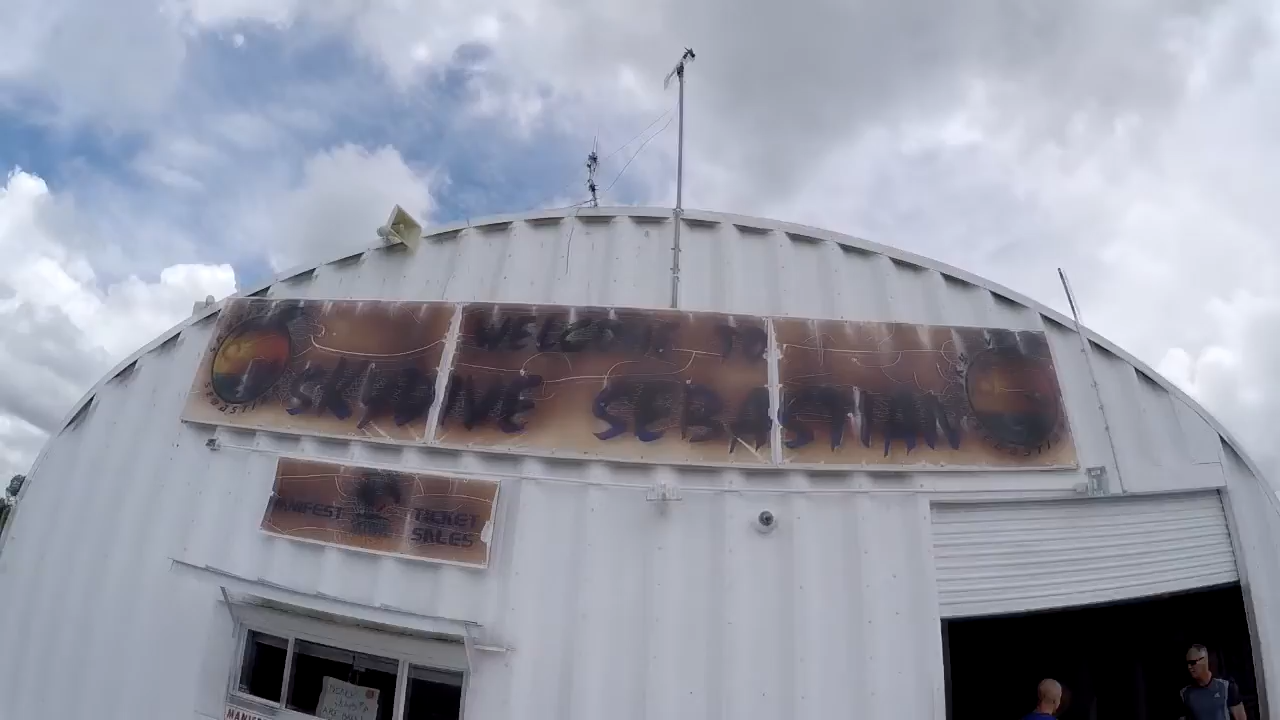 WELCOME TO
SKYDIVE SEBASTIAN
MANIFEST
TICKET
SALES